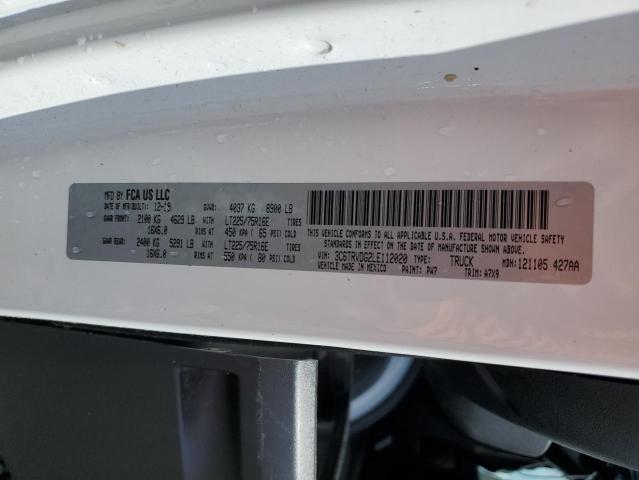 MFD BY FCA US LLC
DATE OF MFR/BUILT: 12-19 GVWR: 4037 KG 8900 LB
GAWR FRONT: 2100 KG 4629 LB WITH LT225/75R16E TIRES
16X6.0 450 KPA ( 65 PSI) COLD
GAWR REAR: 2400 KG 5291 LB WITH LT225/75R16E TIRES
16X6.0 550 KPA ( 80 PSI) COLD
THIS VEHICLE CONFORMS TO ALL APPLICABLE U.S.A. FEDERAL MOTOR VEHICLE SAFETY
STANDARDS IN EFFECT ON THE DATE OF MANUFACTURE SHOWN ABOVE.
VIN: 3C6TRVDG2LE112020 TYPE: TRUCK MDH: 121105 427AA
VEHICLE MADE IN MEXICO PAINT: PW7 TRIM: A7X9